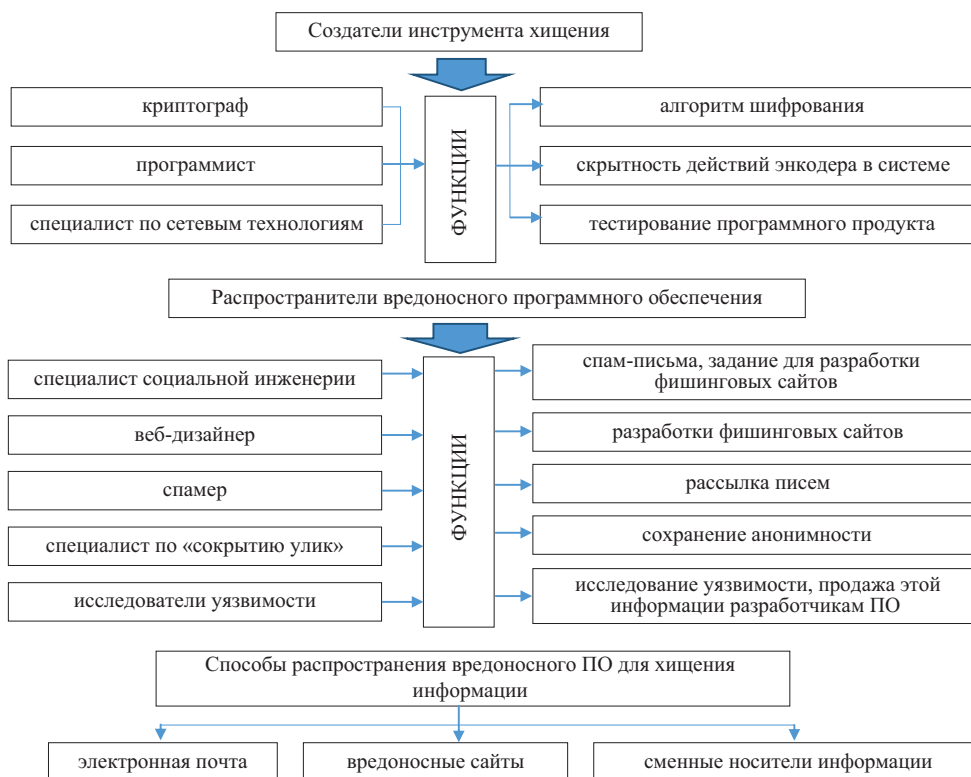 Создатели инструмента хищения
криптограф
программист
специалист по сетевым технологиям
ФУНКЦИИ
алгоритм шифрования
скрытность действий энкодера в системе
тестирование программного продукта
Распространители вредоносного программного обеспечения
специалист социальной инженерии
веб-дизайнер
спамер
специалист по «сокрытию улик»
исследователи уязвимости
ФУНКЦИИ
спам-письма, задание для разработки
фишинговых сайтов
разработки фишинговых сайтов
рассылка писем
сохранение анонимности
исследование уязвимости, продажа этой
информации разработчикам ПО
Способы распространения вредоносного ПО для хищения
информации
электронная почта
вредоносные сайты
сменные носители информации